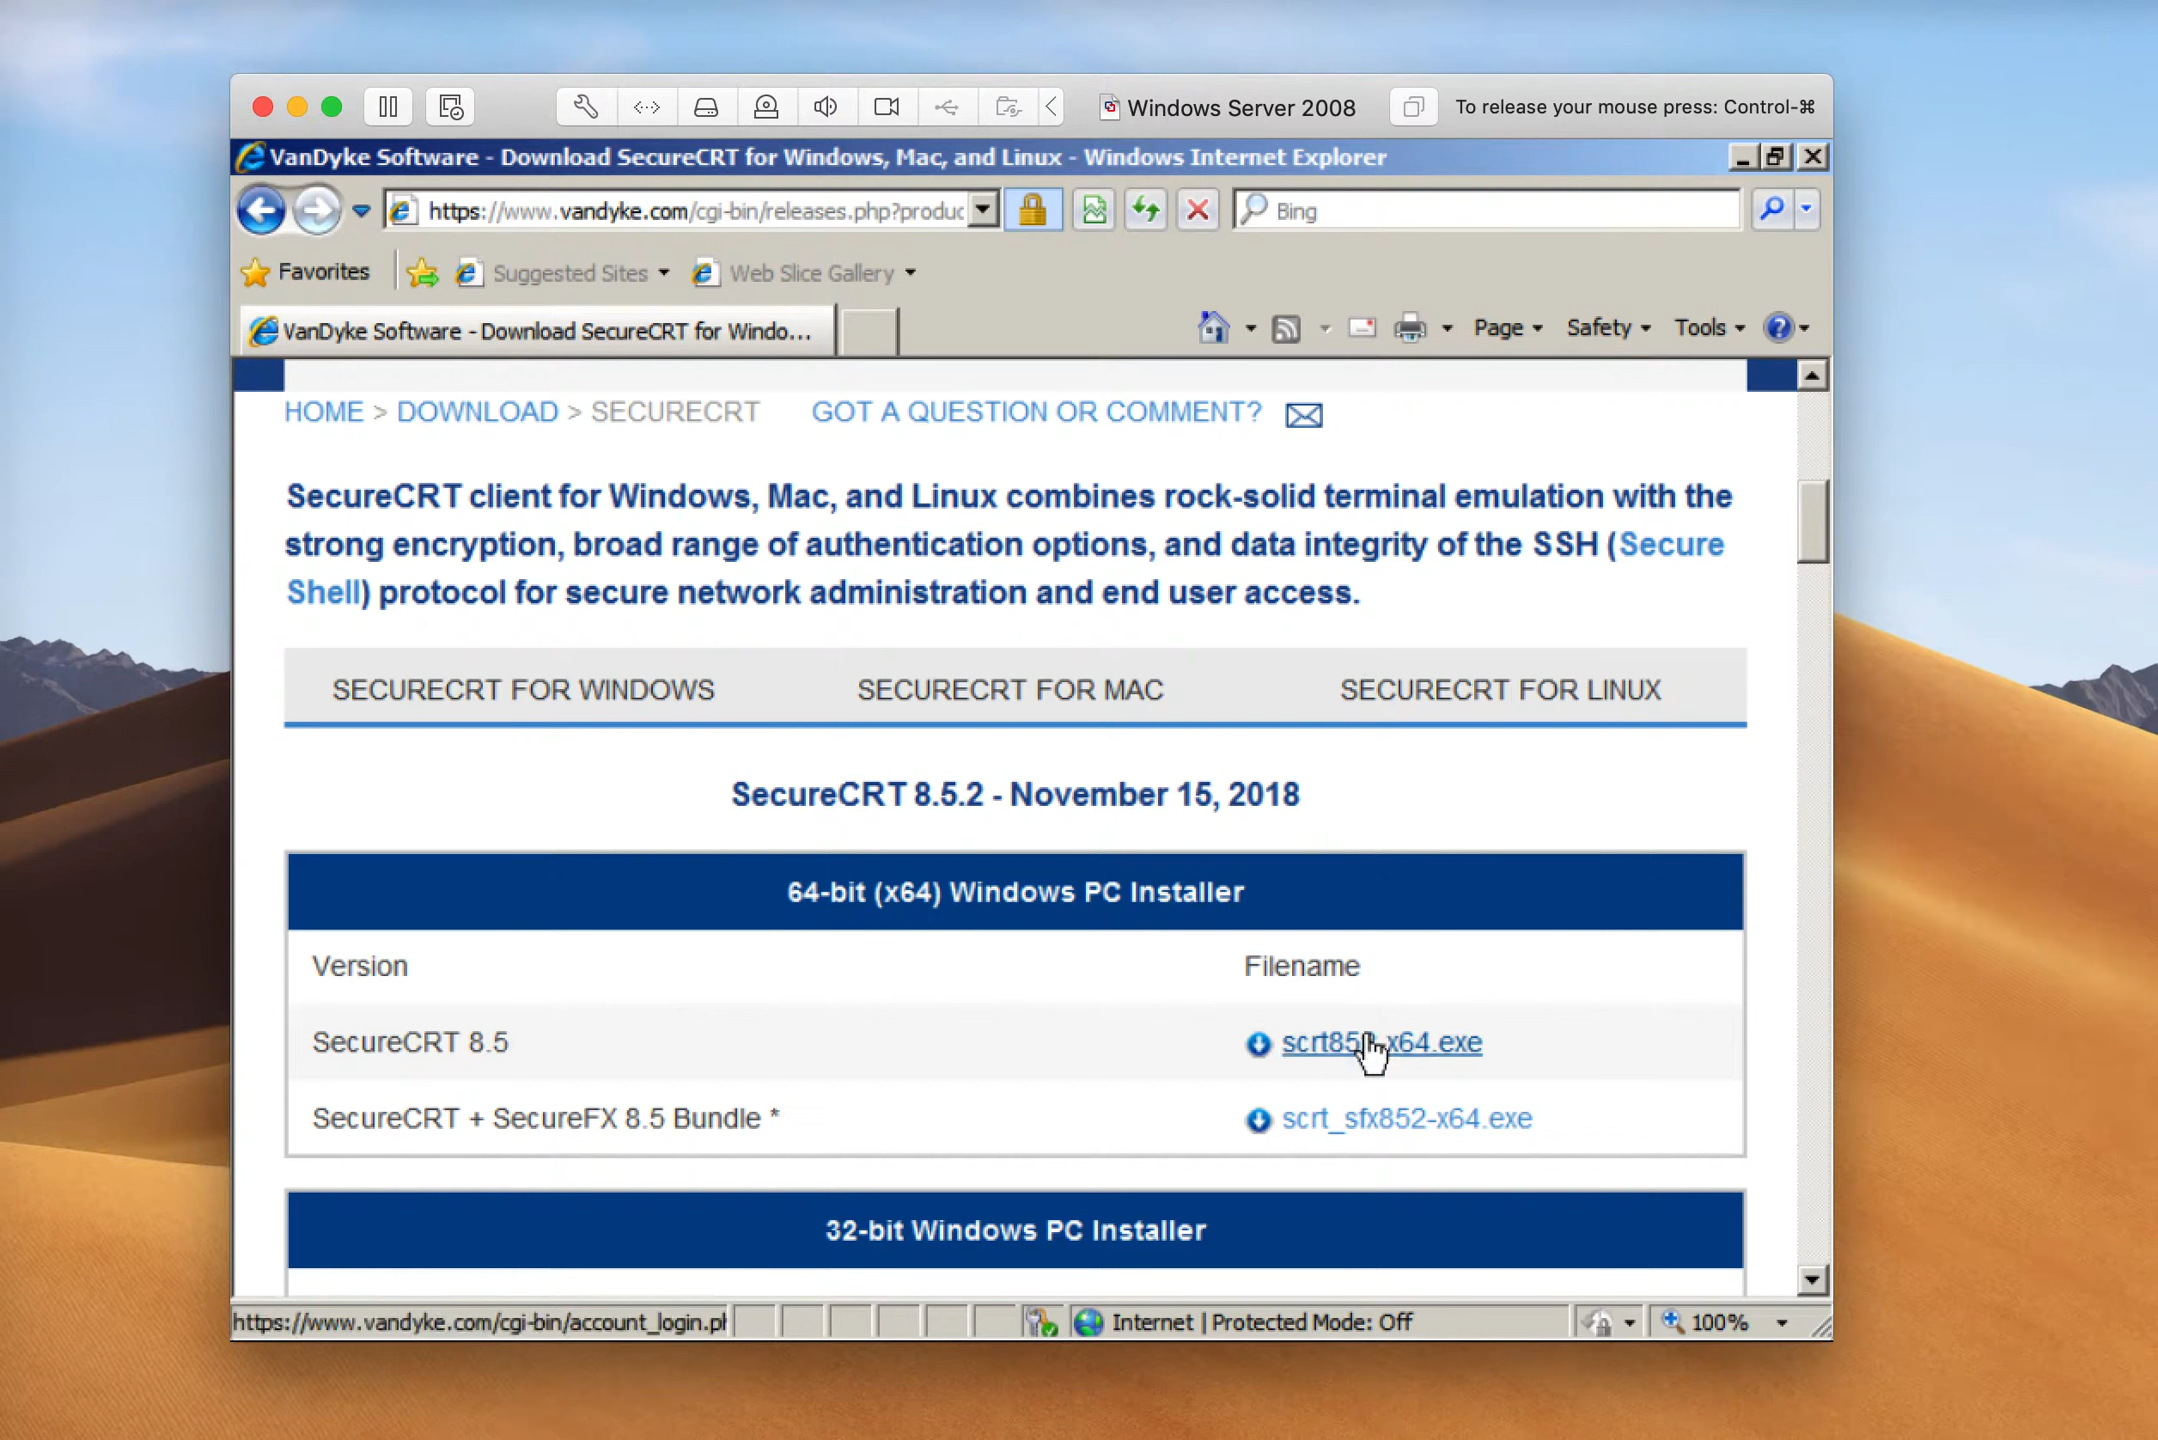 Windows Server 2008
To release your mouse press: Control-⌘
VanDyke Software - Download SecureCRT for Windows, Mac, and Linux - Windows Internet Explorer
https://www.vandyke.com/cgi-bin/releases.php?produc
Bing
Favorites
Suggested Sites
Web Slice Gallery
VanDyke Software - Download SecureCRT for Windo...
Page
Safety
Tools
HOME > DOWNLOAD > SECURECRT
GOT A QUESTION OR COMMENT?
SecureCRT client for Windows, Mac, and Linux combines rock-solid terminal emulation with the
strong encryption, broad range of authentication options, and data integrity of the SSH (Secure
Shell) protocol for secure network administration and end user access.
SECURECRT FOR WINDOWS
SECURECRT FOR MAC
SECURECRT FOR LINUX
SecureCRT 8.5.2 - November 15, 2018
64-bit (x64) Windows PC Installer
Version
Filename
SecureCRT 8.5
scrt852-x64.exe
SecureCRT + SecureFX 8.5 Bundle *
scrt_sfx852-x64.exe
32-bit Windows PC Installer
https://www.vandyke.com/cgi-bin/account_login.ph
Internet | Protected Mode: Off
100%